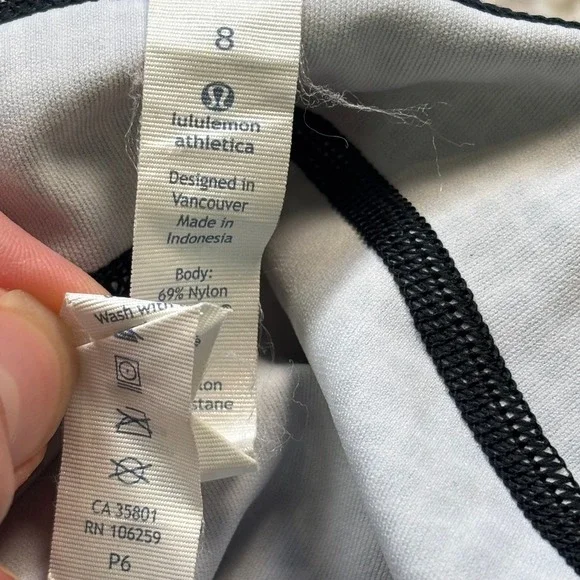 8
lululemon
athletica
Designed in
Vancouver
Made in
Indonesia
Body:
69% Nylon
Wash with
CA 35801
RN 106259
P6